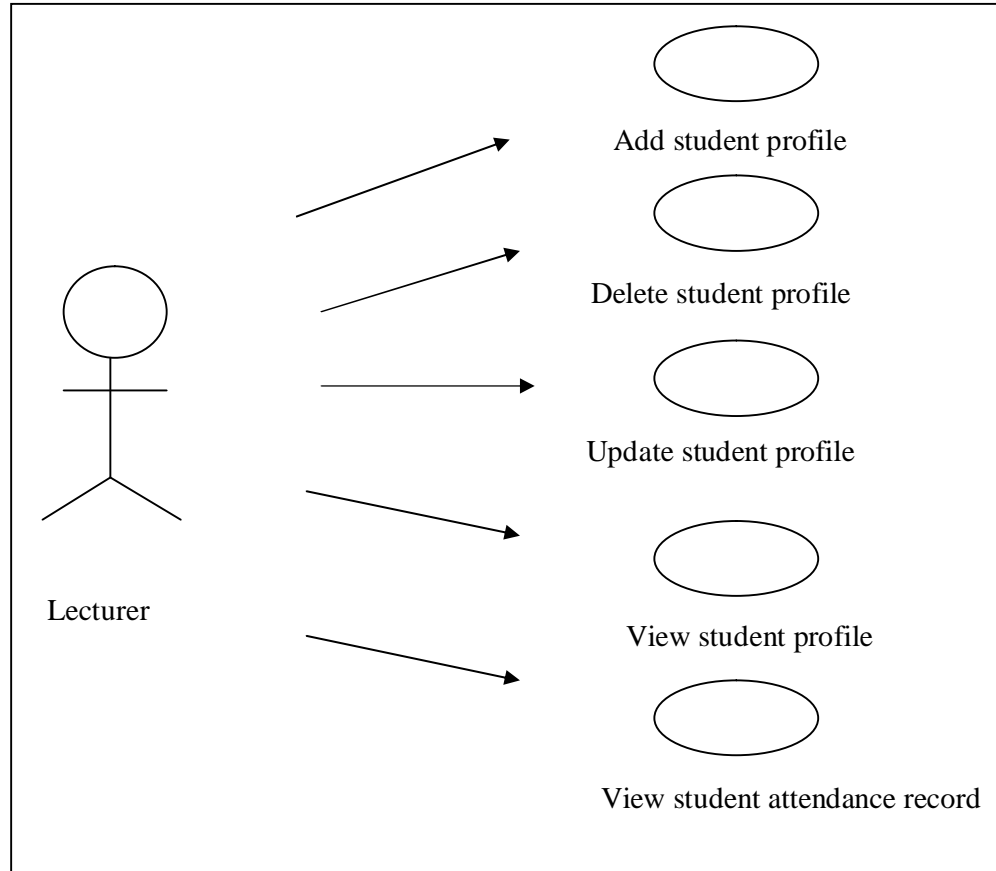 Add student profile
Delete student profile
Update student profile
Lecturer
View student profile
View student attendance record